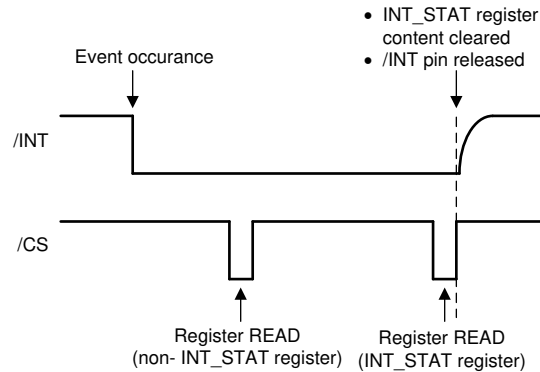 • INT_STAT register
content cleared
• /INT pin released
Event occurance
/INT
/CS
Register READ
(non- INT_STAT register)
Register READ
(INT_STAT register)